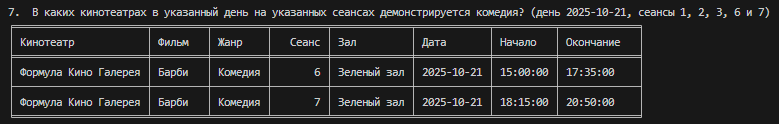 7. В каких кинотеатрах в указанный день на указанных сеансах демонстрируется комедия? (день 2025-10-21, сеансы 1, 2, 3, 6 и 7)
Кинотеатр Фильм Жанр Сеанс Зал Дата Начало Окончание
Формула Кино Галерея Барби Комедия 6 Зеленый зал 2025-10-21 15:00:00 17:35:00
Формула Кино Галерея Барби Комедия 7 Зеленый зал 2025-10-21 18:15:00 20:50:00